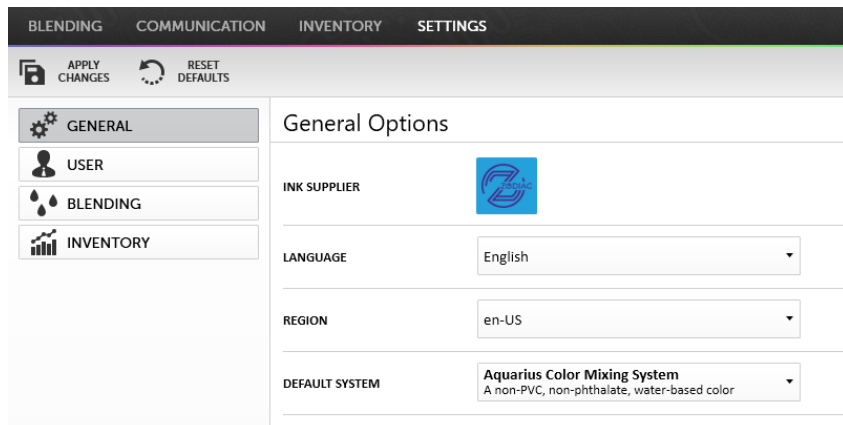 BLENDING COMMUNICATION INVENTORY SETTINGS
APPLY CHANGES RESET DEFAULTS
GENERAL
USER
BLENDING
INVENTORY
General Options
INK SUPPLIER
ZODIAC
LANGUAGE English
REGION en-US
DEFAULT SYSTEM
Aquarius Color Mixing System
A non-PVC, non-phthalate, water-based color